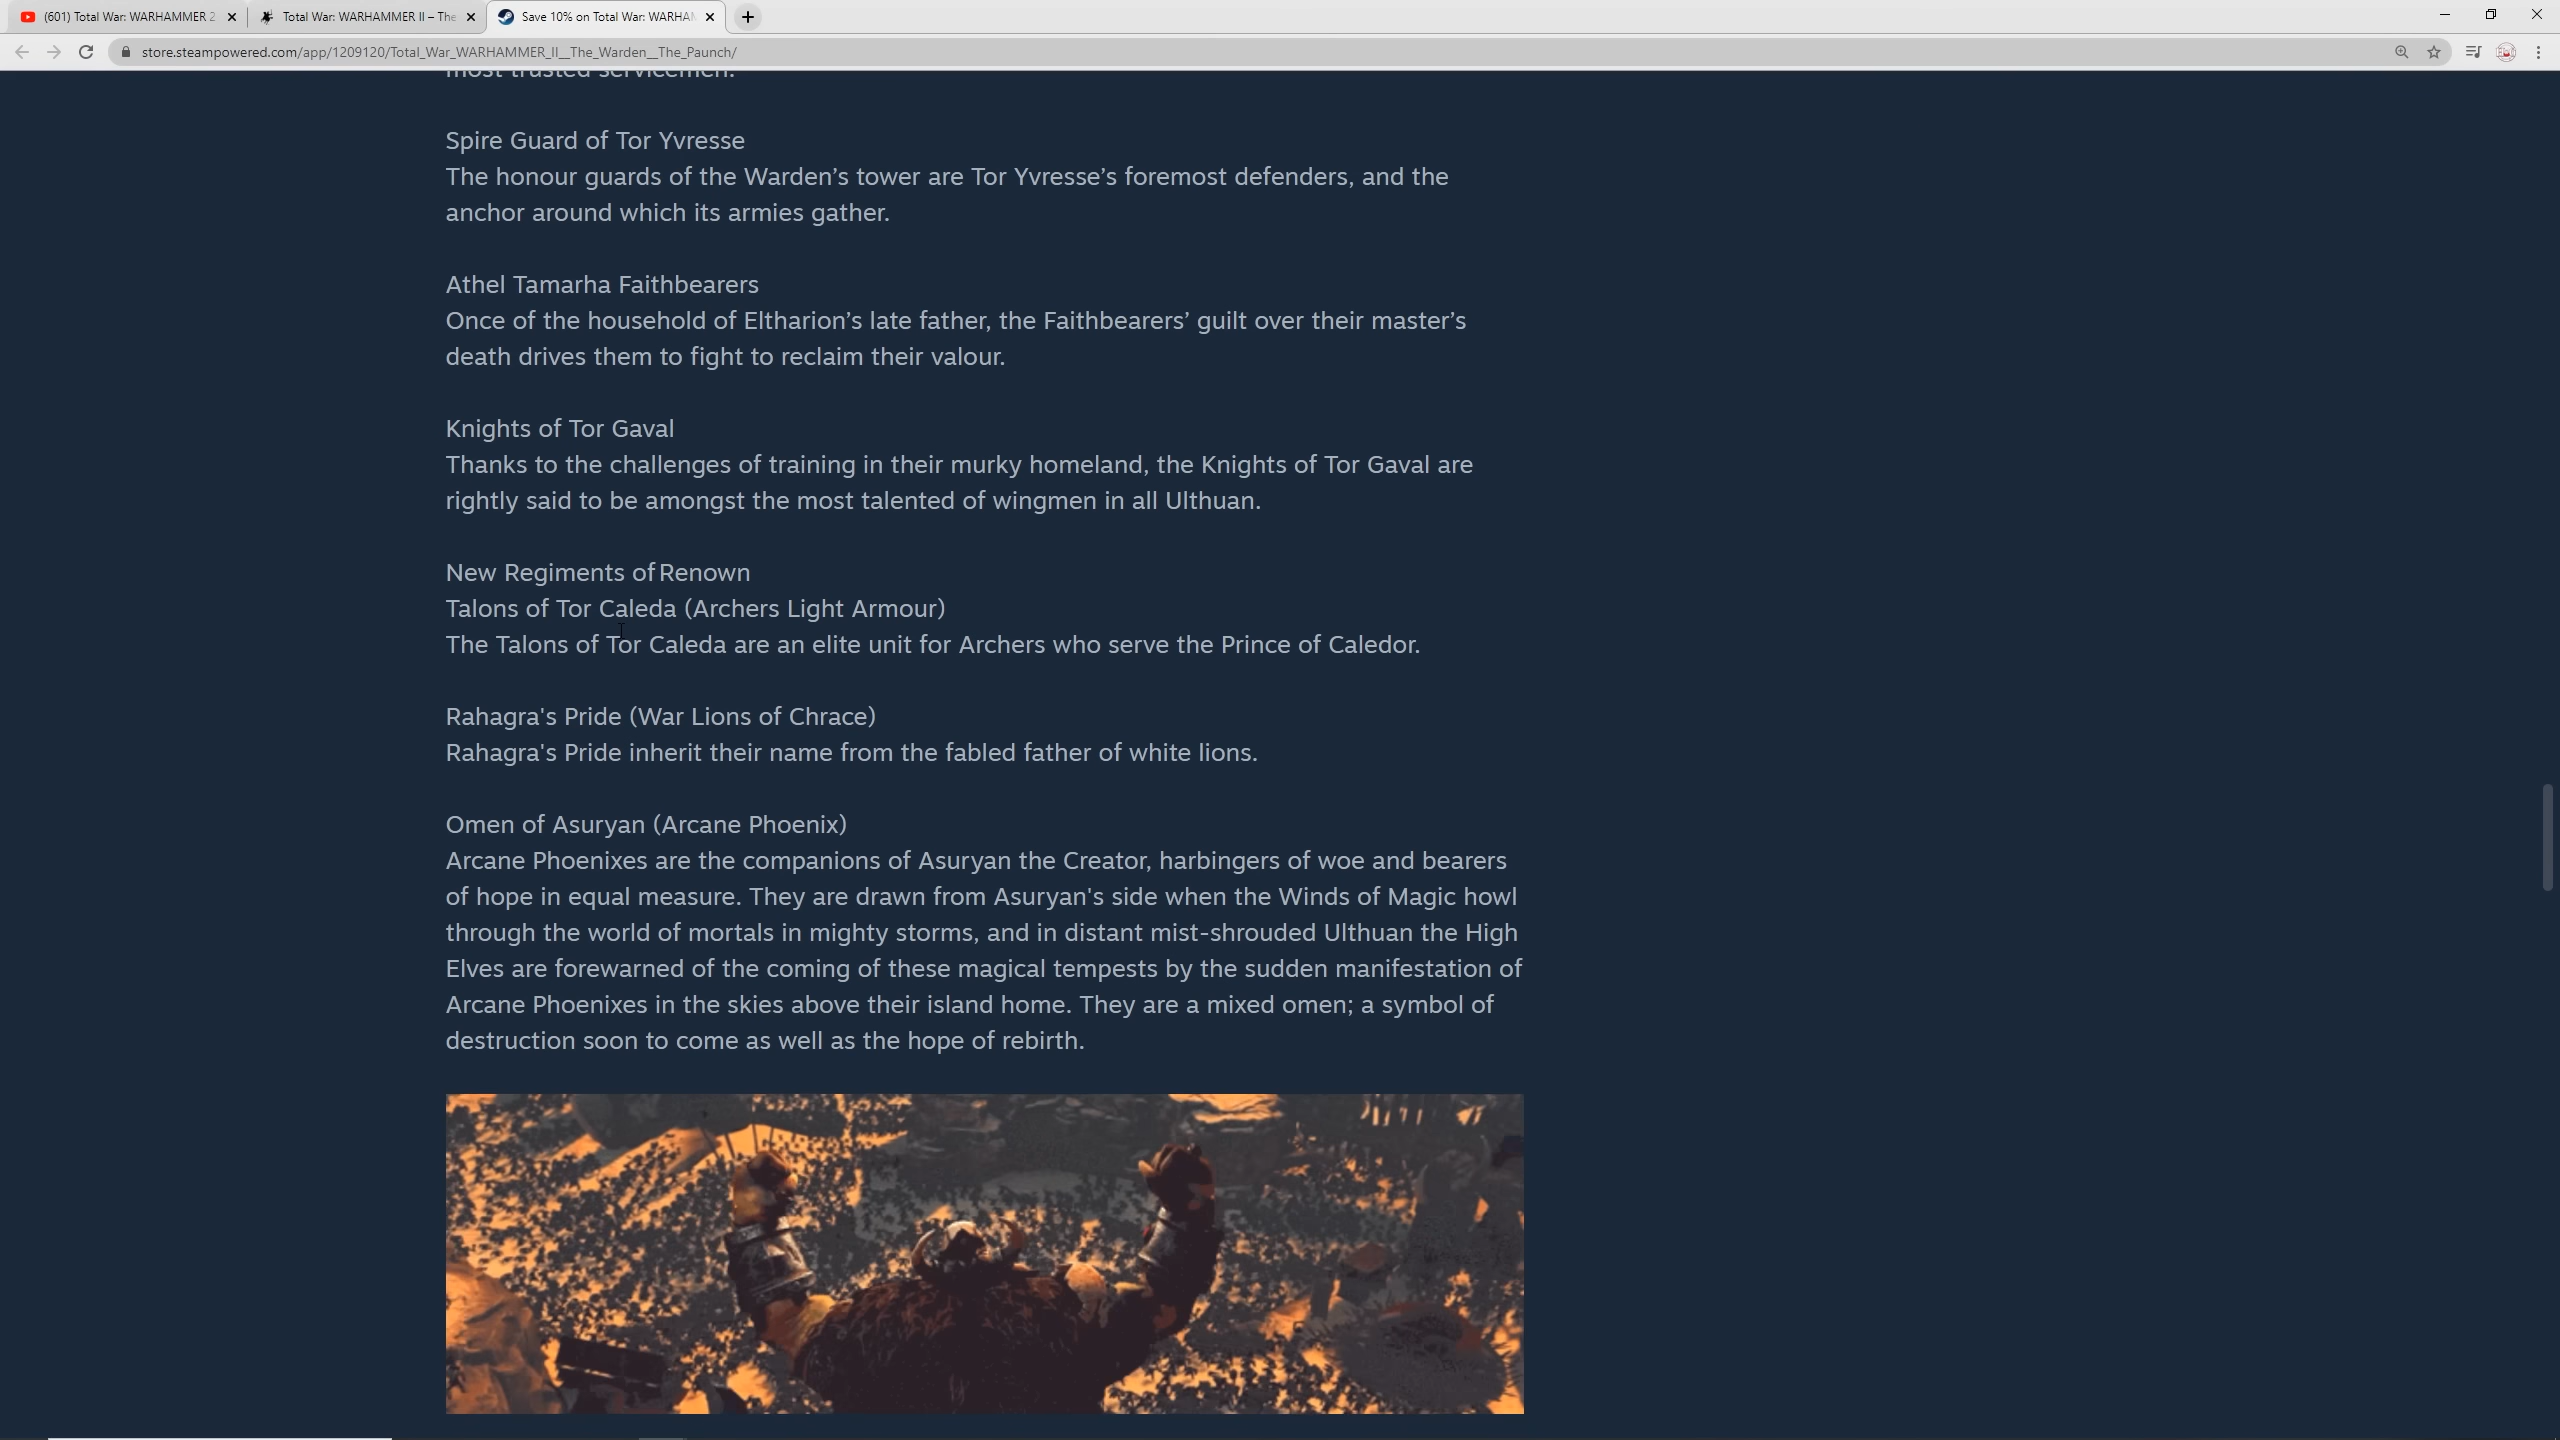 (601) Total War: WARHAMMER 2
Total War: WARHAMMER II – The
Save 10% on Total War: WARHAM
store.steampowered.com/app/1209120/Total_War_WARHAMMER_II__The_Warden__The_Paunch/
most trusted servicemen.
Spire Guard of Tor Yvresse
The honour guards of the Warden’s tower are Tor Yvresse’s foremost defenders, and the
anchor around which its armies gather.
Athel Tamarha Faithbearers
Once of the household of Eltharion’s late father, the Faithbearers’ guilt over their master’s
death drives them to fight to reclaim their valour.
Knights of Tor Gaval
Thanks to the challenges of training in their murky homeland, the Knights of Tor Gaval are
rightly said to be amongst the most talented of wingmen in all Ulthuan.
New Regiments of Renown
Talons of Tor Caleda (Archers Light Armour)
The Talons of Tor Caleda are an elite unit for Archers who serve the Prince of Caledor.
Rahagra's Pride (War Lions of Chrace)
Rahagra's Pride inherit their name from the fabled father of white lions.
Omen of Asuryan (Arcane Phoenix)
Arcane Phoenixes are the companions of Asuryan the Creator, harbingers of woe and bearers
of hope in equal measure. They are drawn from Asuryan's side when the Winds of Magic howl
through the world of mortals in mighty storms, and in distant mist-shrouded Ulthuan the High
Elves are forewarned of the coming of these magical tempests by the sudden manifestation of
Arcane Phoenixes in the skies above their island home. They are a mixed omen; a symbol of
destruction soon to come as well as the hope of rebirth.